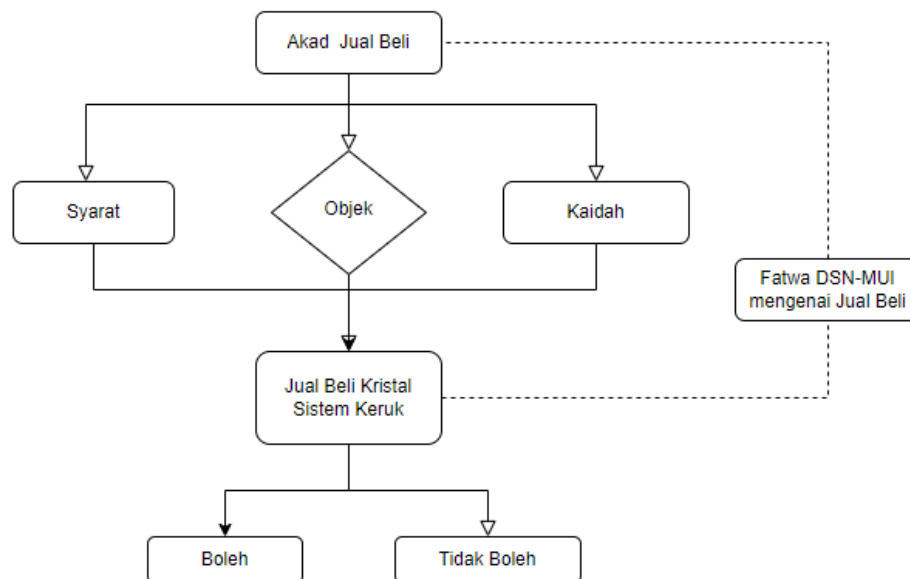 Akad Jual Beli
Syarat
Objek
Kaidah
Fatwa DSN-MUI
mengenai Jual Beli
Jual Beli Kristal
Sistem Keruk
Boleh
Tidak Boleh